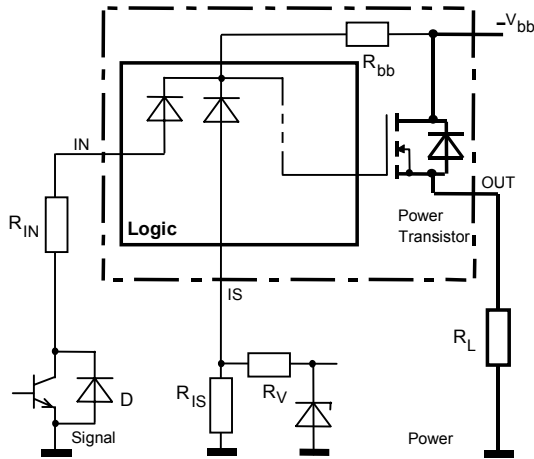 -Vbb
Rbb
IN
RIN
Logic
OUT
Power
Transistor
IS
RL
RIS
RV
D
Signal
Power